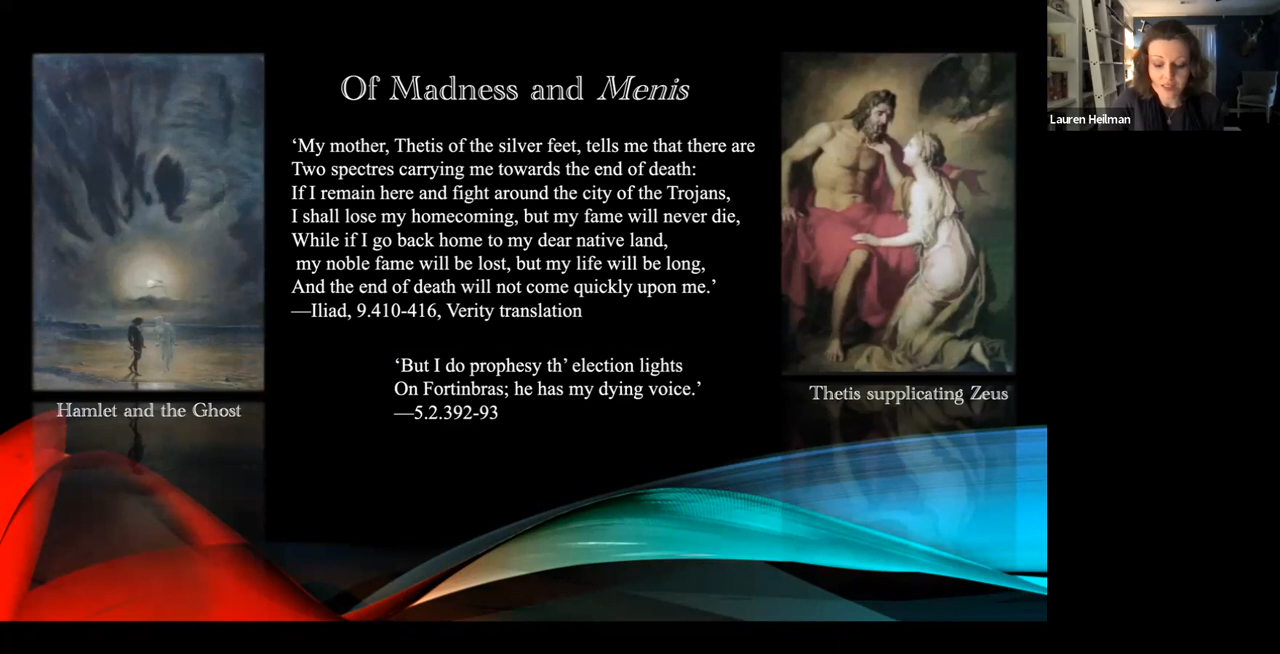 Of Madness and Menis
‘My mother, Thetis of the silver feet, tells me that there are
Two spectres carrying me towards the end of death:
If I remain here and fight around the city of the Trojans,
I shall lose my homecoming, but my fame will never die,
While if I go back home to my dear native land,
my noble fame will be lost, but my life will be long,
And the end of death will not come quickly upon me.’
—Iliad, 9.410-416, Verity translation
‘But I do prophesy th’ election lights
On Fortinbras; he has my dying voice.’
—5.2.392-93
Hamlet and the Ghost
Thetis supplicating Zeus
Lauren Heilman